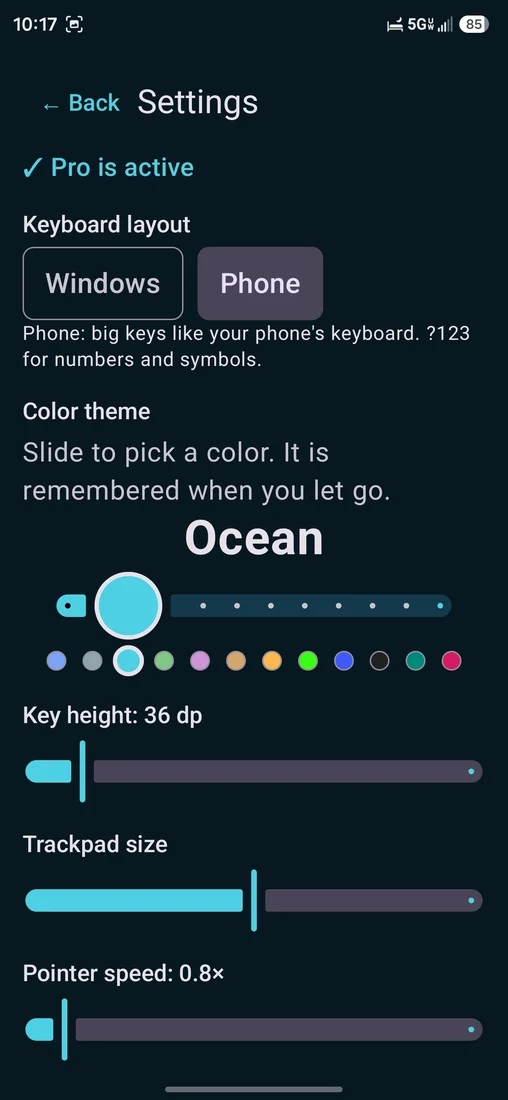 10:17 5G UW 85
← Back Settings
✓ Pro is active
Keyboard layout
Windows Phone
Phone: big keys like your phone's keyboard. ?123
for numbers and symbols.
Color theme
Slide to pick a color. It is
remembered when you let go.
Ocean
Key height: 36 dp
Trackpad size
Pointer speed: 0.8×